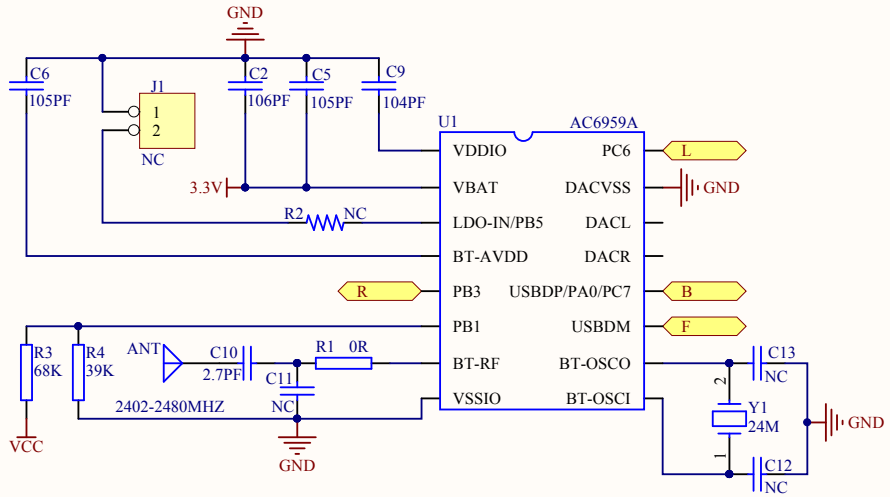 GND
C6
105PF
J1
1
2
NC
C2
106PF
C5
105PF
C9
104PF
U1
AC6959A
VDDIO
PC6
L
3.3V
VBAT
DACVSS
GND
R2
NC
LDO-IN/PB5
DACL
BT-AVDD
DACR
R
PB3
USBDP/PA0/PC7
B
PB1
USBDM
F
R3
68K
R4
39K
ANT
C10
2.7PF
R1
0R
BT-RF
BT-OSCO
C13
NC
C11
NC
2402-2480MHZ
VSSIO
BT-OSCI
2
Y1
24M
1
GND
VCC
GND
C12
NC